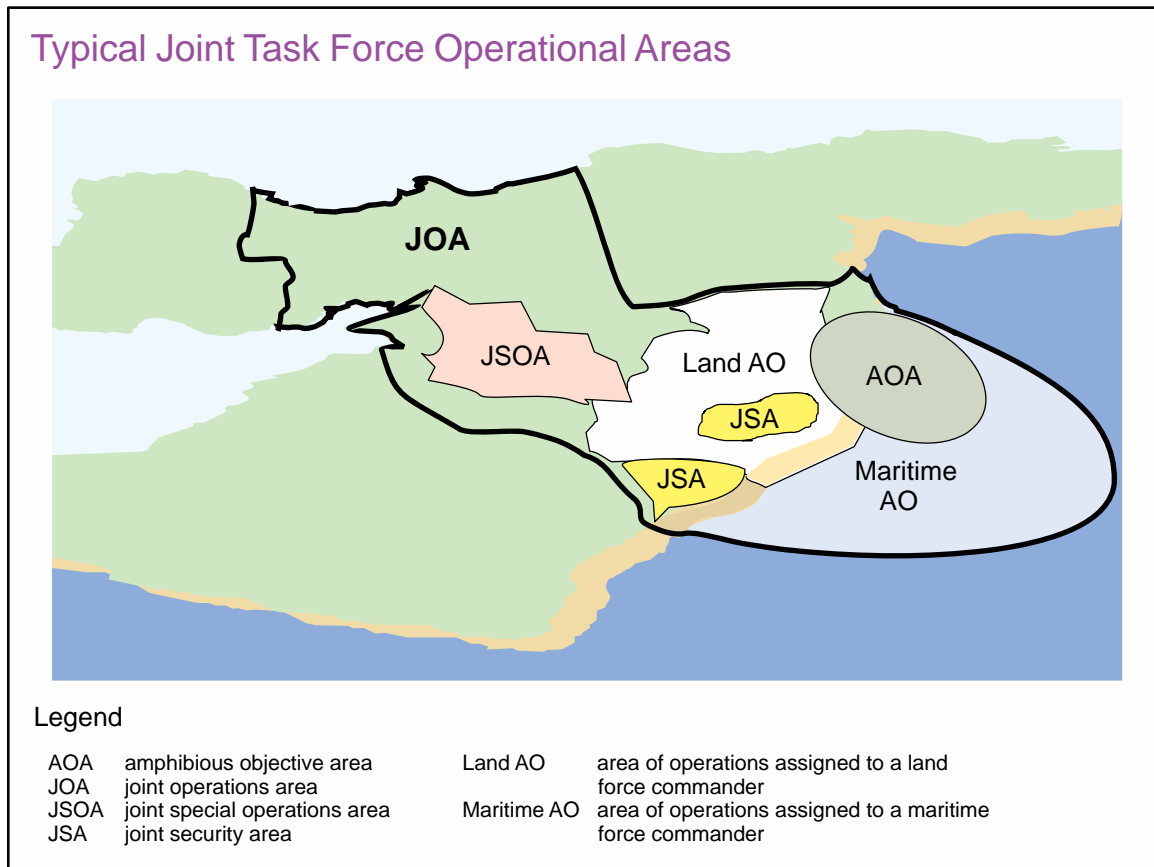 Typical Joint Task Force Operational Areas
JOA
JSOA
Land AO
AOA
JSA
JSA
Maritime
AO
Legend
AOA amphibious objective area
JOA joint operations area
JSOA joint special operations area
JSA joint security area
Land AO area of operations assigned to a land
force commander
Maritime AO area of operations assigned to a maritime
force commander